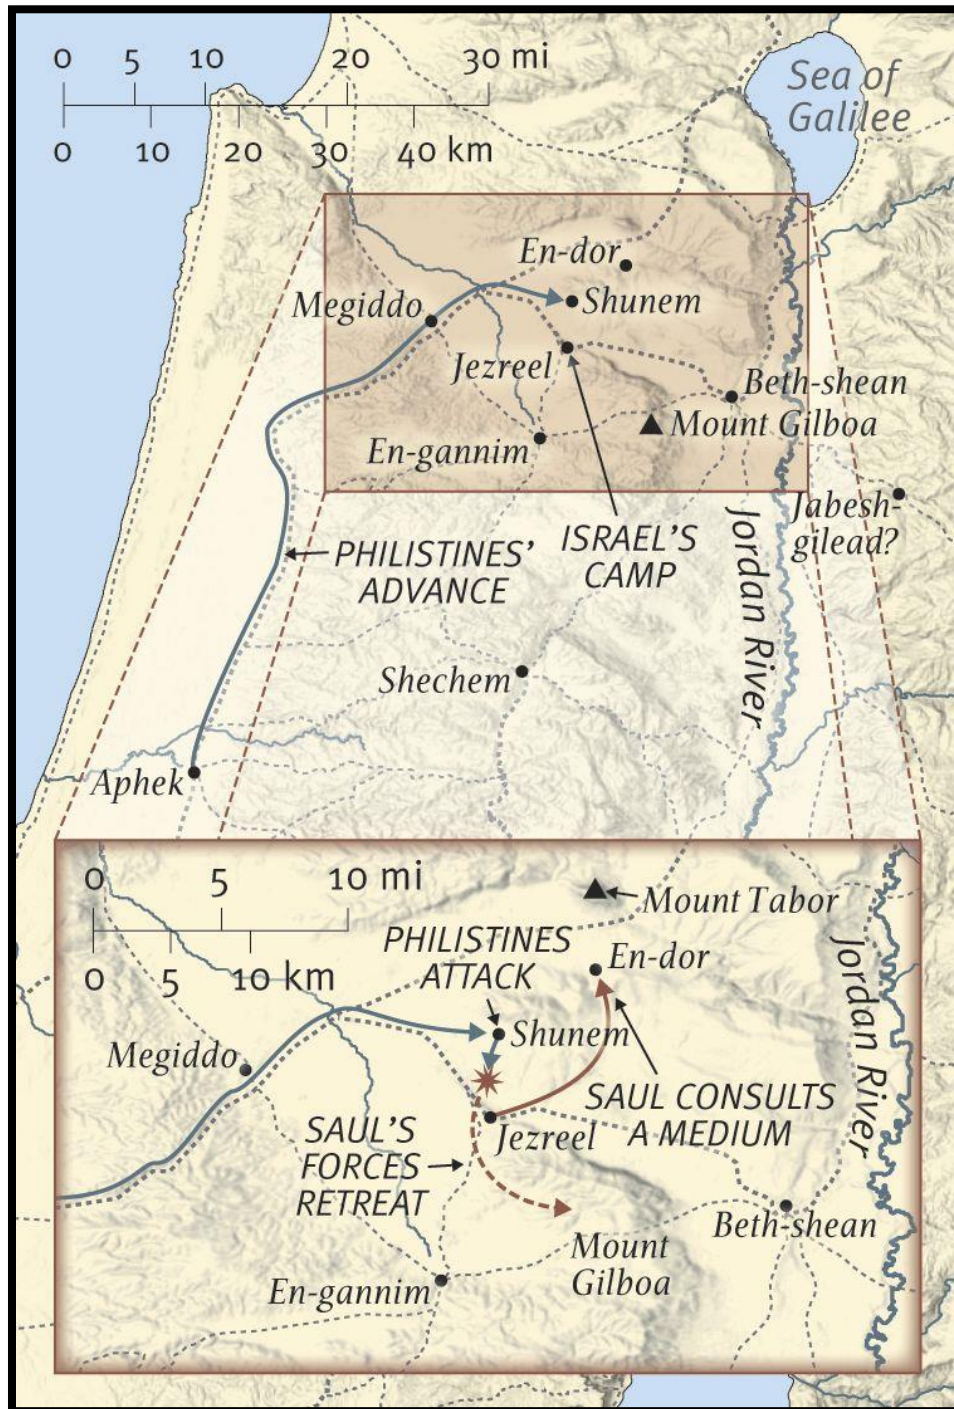 0 5 10 20 30 mi
0 10 20 30 40 km
Sea of
Galilee
En-dor
Megiddo
Shunem
Jezreel
Beth-shean
Mount Gilboa
En-gannim
Jabesh-
gilead?
ISRAEL'S
CAMP
Jordan River
PHILISTINES'
ADVANCE
Shechem
Aphek
0 5 10 mi
0 5 10 km
Mount Tabor
PHILISTINES
ATTACK
En-dor
Jordan River
Shunem
Megiddo
SAUL CONSULTS
A MEDIUM
Jezreel
SAUL'S
FORCES
RETREAT
Beth-shean
Mount
Gilboa
En-gannim